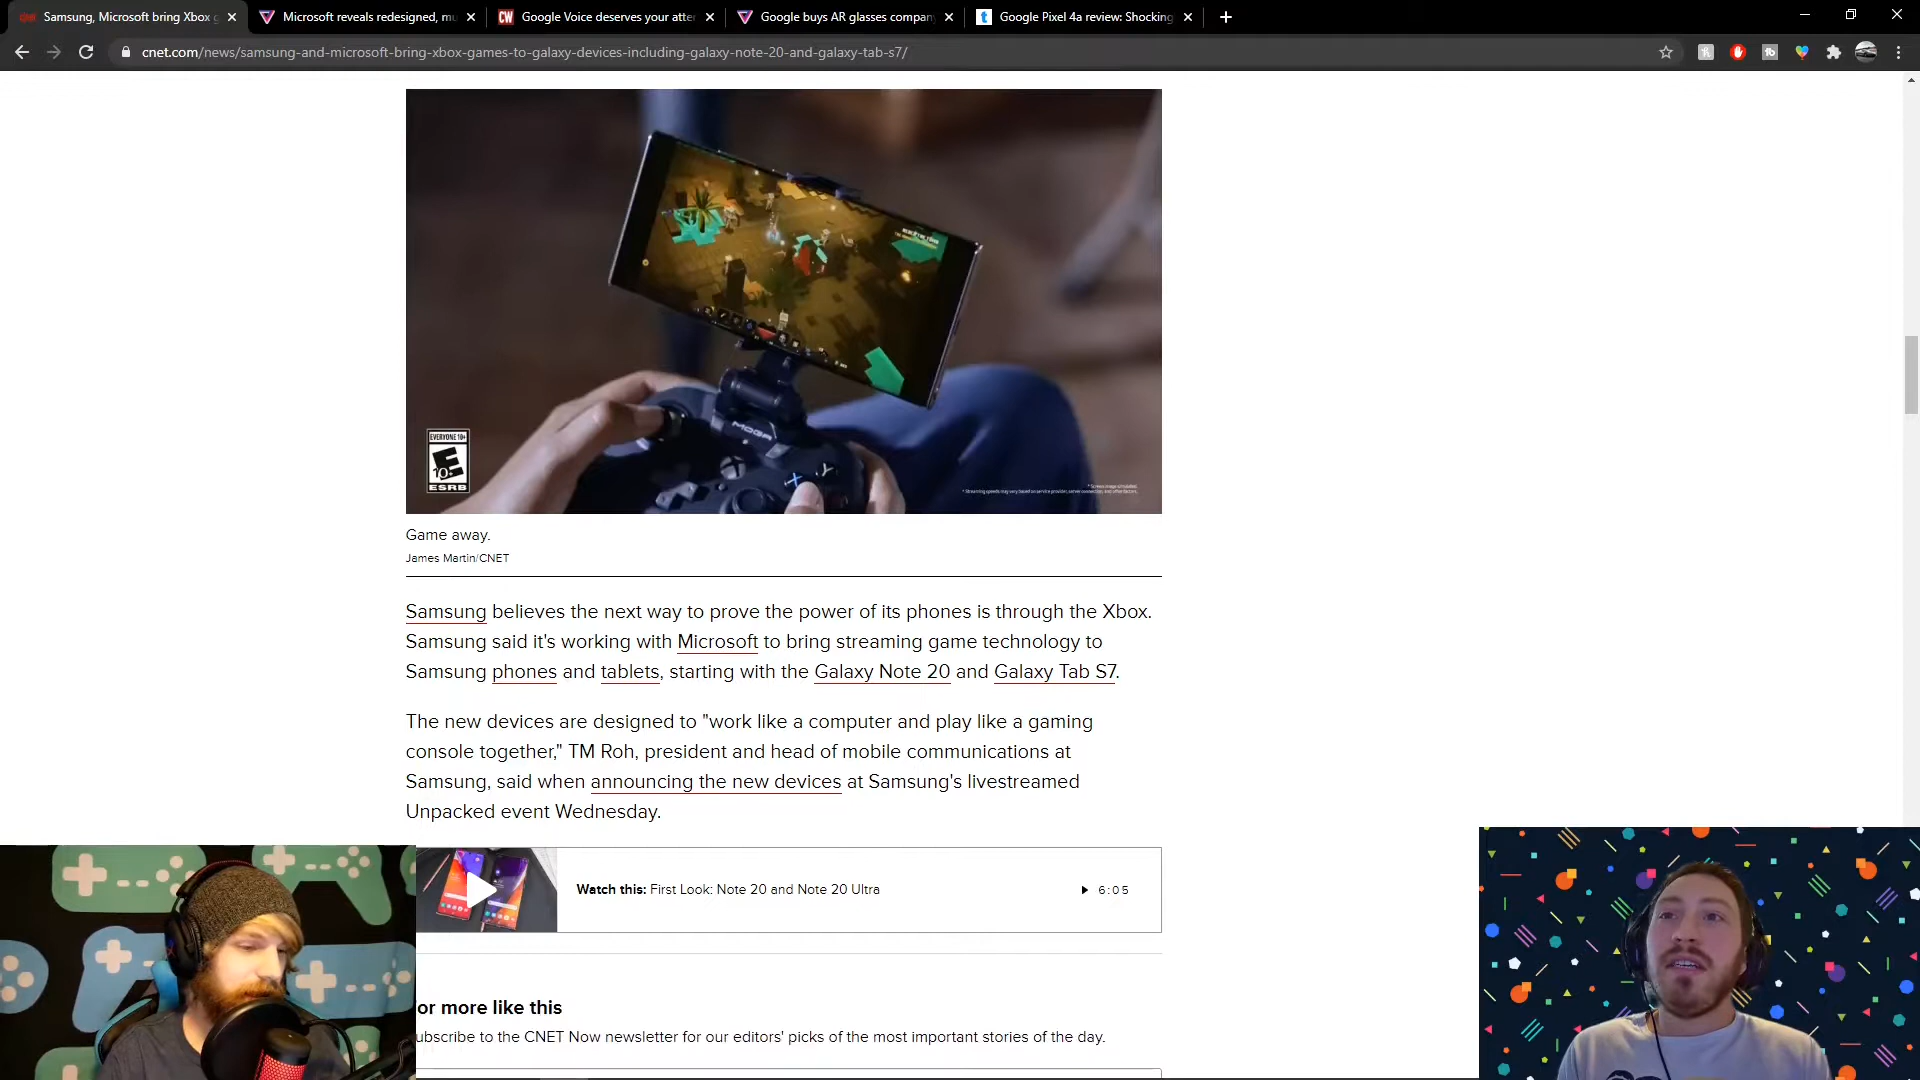 Samsung, Microsoft bring Xbox g
Microsoft reveals redesigned, mu
CW Google Voice deserves your atte
Google buys AR glasses company
t Google Pixel 4a review: Shocking
cnet.com/news/samsung-and-microsoft-bring-xbox-games-to-galaxy-devices-including-galaxy-note-20-and-galaxy-tab-s7/
MOGA
X Y
EVERYONE 10+
E
10+
ESRB
Game away.
James Martin/CNET
Samsung believes the next way to prove the power of its phones is through the Xbox.
Samsung said it's working with Microsoft to bring streaming game technology to
Samsung phones and tablets, starting with the Galaxy Note 20 and Galaxy Tab S7.
The new devices are designed to "work like a computer and play like a gaming
console together," TM Roh, president and head of mobile communications at
Samsung, said when announcing the new devices at Samsung's livestreamed
Unpacked event Wednesday.
Watch this: First Look: Note 20 and Note 20 Ultra
6:05
or more like this
ubscribe to the CNET Now newsletter for our editors' picks of the most important stories of the day.